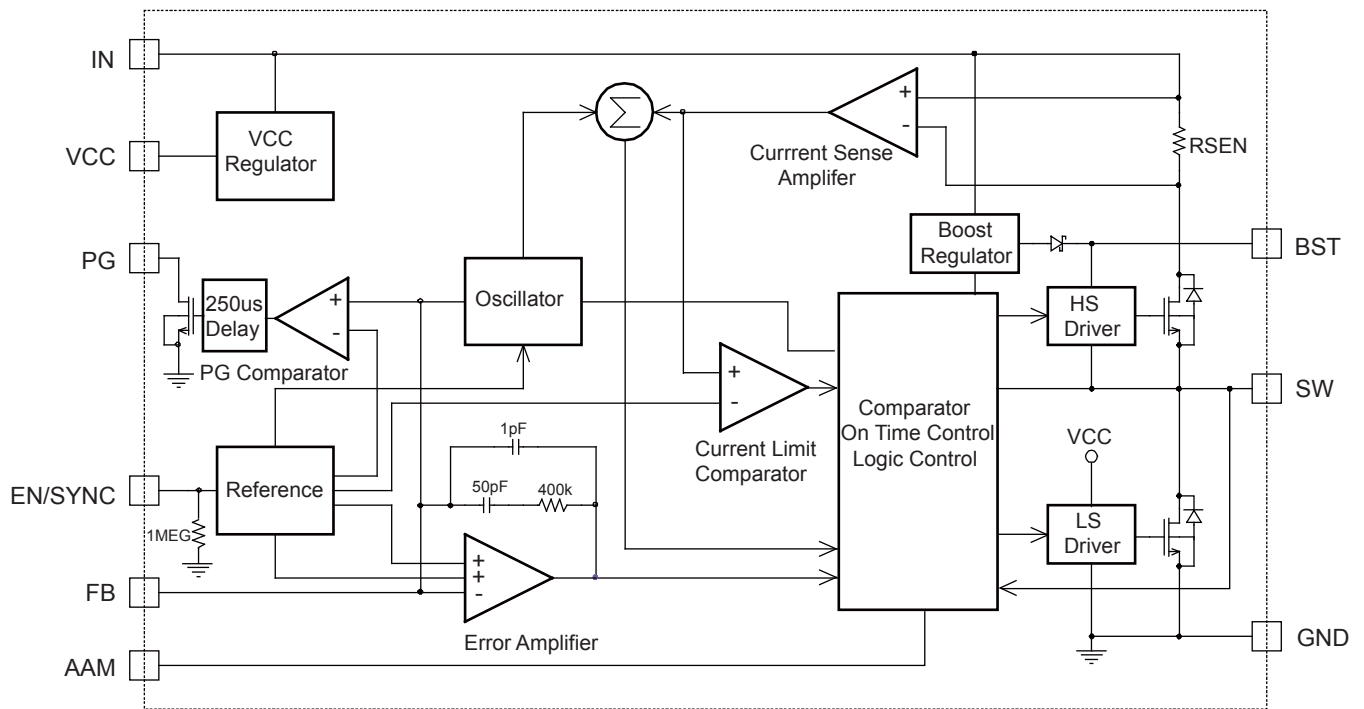 IN
VCC
Regulator
VCC
Σ
+
-
Currrent Sense
Amplifer
RSEN
Boost
Regulator
BST
PG
250us
Delay
+
-
PG Comparator
Oscillator
HS
Driver
+
-
Current Limit
Comparator
Comparator
On Time Control
Logic Control
SW
VCC
1pF
50pF
400k
EN/SYNC
Reference
1MEG
LS
Driver
+
+
-
Error Amplifier
FB
AAM
GND